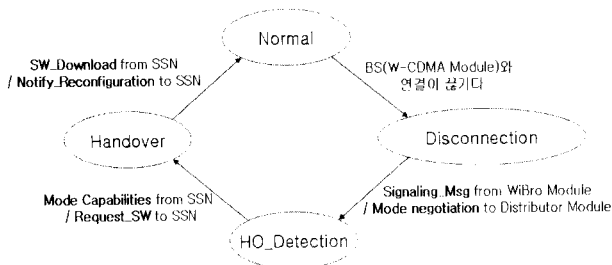 Normal
SW_Download from SSN
/ Notify_Reconfiguration to SSN
BS(W-CDMA Module)와
연결이 끊기다
Handover
Disconnection
Mode Capabilities from SSN
/ Request_SW to SSN
Signaling_Msg from WiBro Module
/ Mode negotiation to Distributor Module
HO_Detection